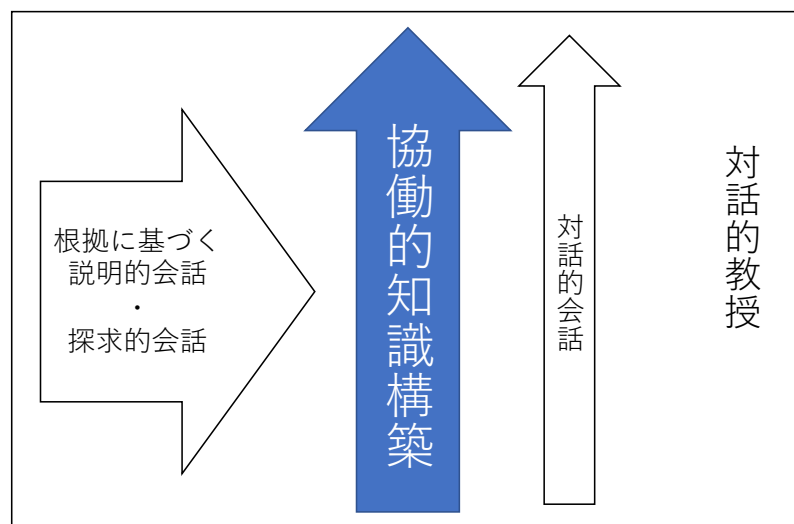 根拠に基づく
説明的会話
・
探求的会話
協働的知識構築
対話的会話
対話的教授